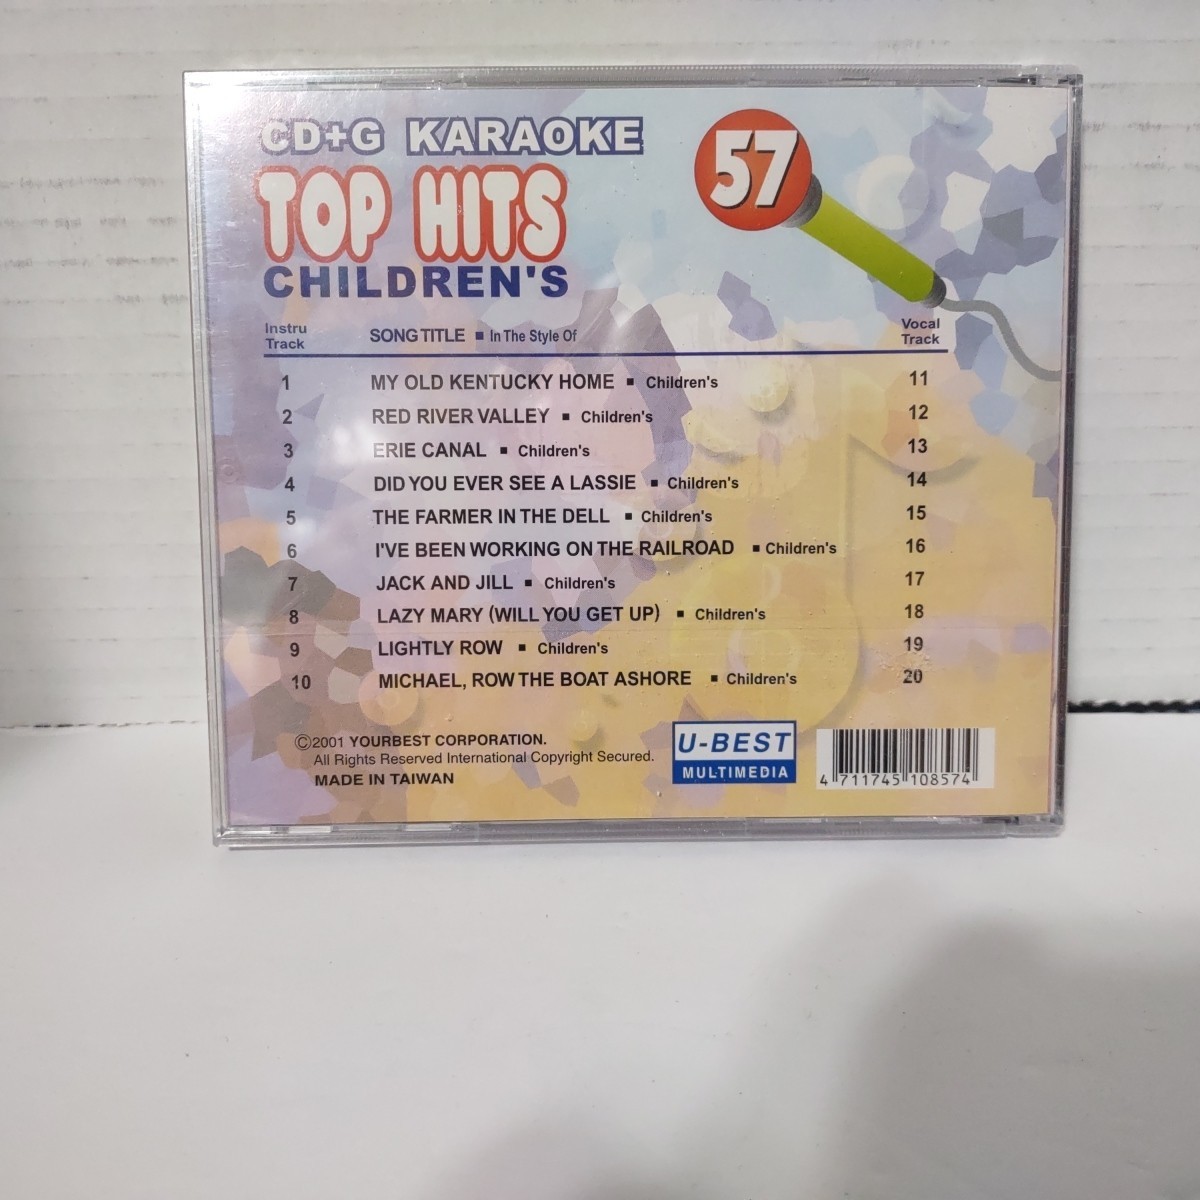 CD+G KARAOKE
57
TOP HITS
CHILDREN'S
Instru Track SONG TITLE ■ In The Style Of Vocal Track
1 MY OLD KENTUCKY HOME ■ Children's 11
2 RED RIVER VALLEY ■ Children's 12
3 ERIE CANAL ■ Children's 13
4 DID YOU EVER SEE A LASSIE ■ Children's 14
5 THE FARMER IN THE DELL ■ Children's 15
6 I'VE BEEN WORKING ON THE RAILROAD ■ Children's 16
7 JACK AND JILL ■ Children's 17
8 LAZY MARY (WILL YOU GET UP) ■ Children's 18
9 LIGHTLY ROW ■ Children's 19
10 MICHAEL, ROW THE BOAT ASHORE ■ Children's 20
©2001 YOURBEST CORPORATION.
All Rights Reserved International Copyright Secured.
MADE IN TAIWAN
U-BEST
MULTIMEDIA
4 711745 108574